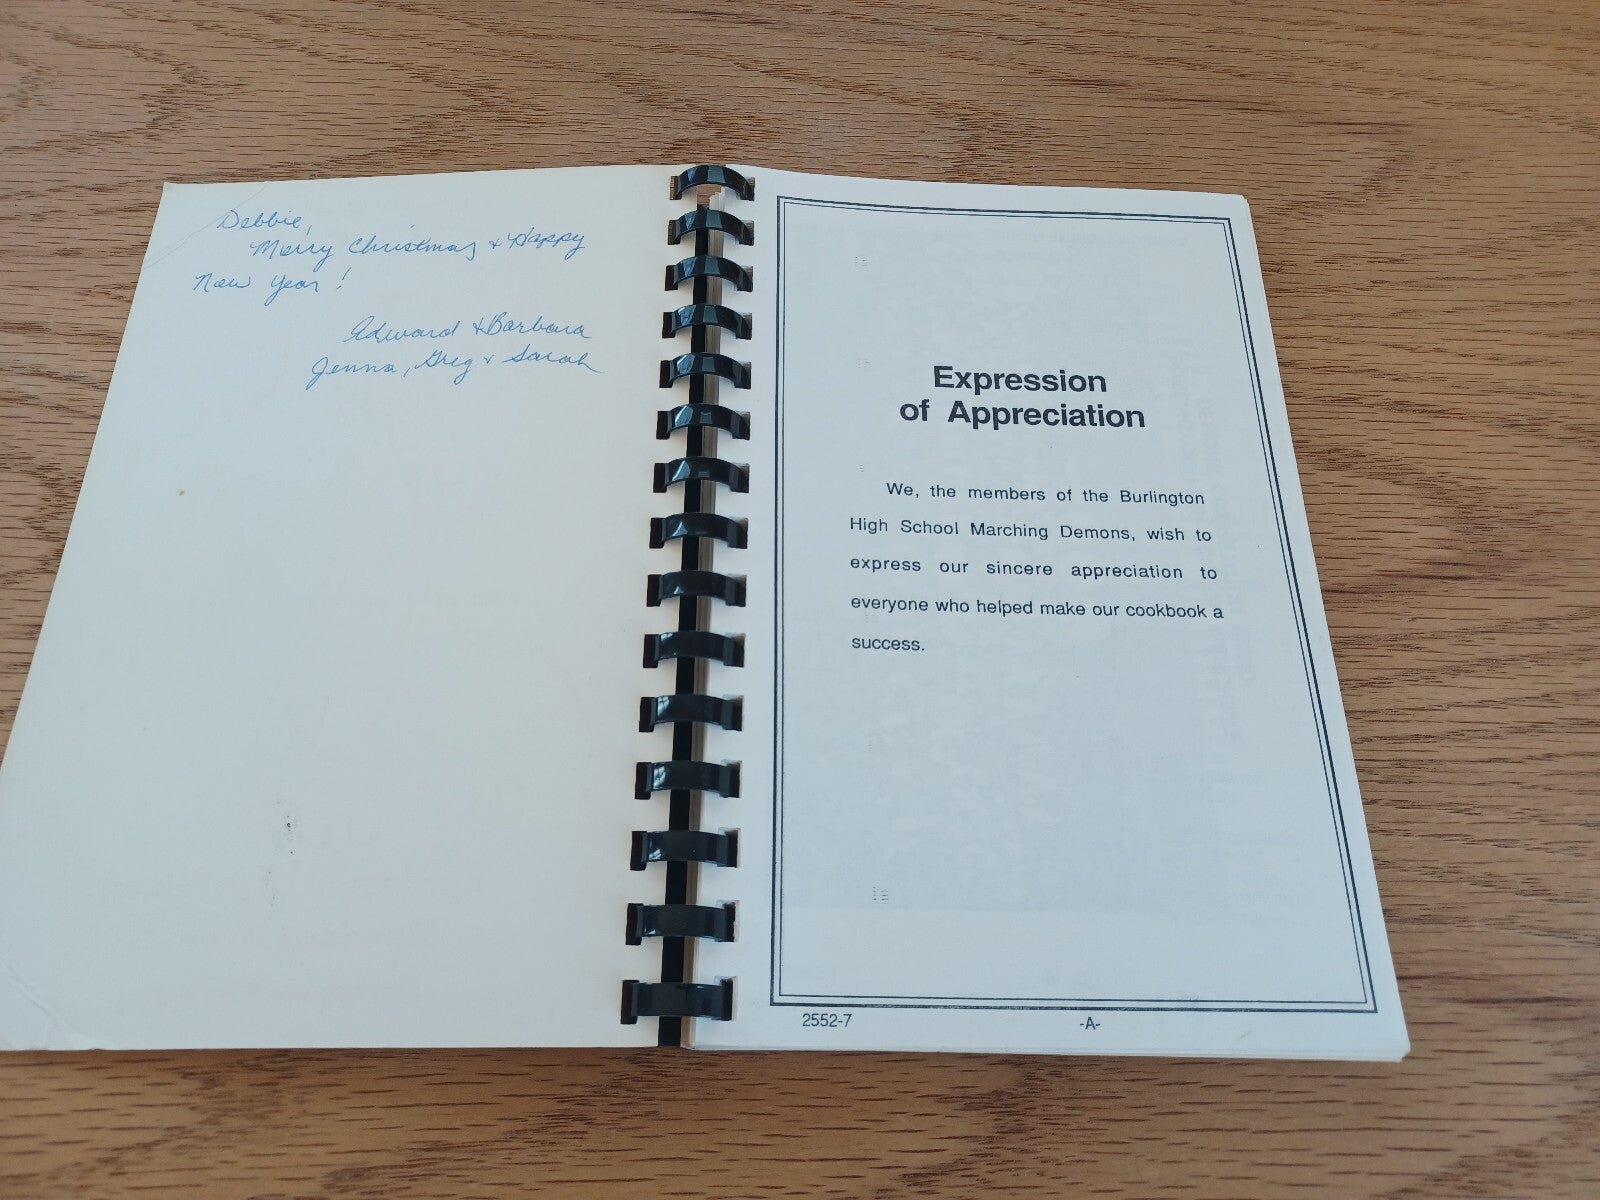 Debbie,
Merry Christmas & Happy
New Year!
Edward & Barbara
Jenna, Greg & Sarah
Expression
of Appreciation
We, the members of the Burlington
High School Marching Demons, wish to
express our sincere appreciation to
everyone who helped make our cookbook a
success.
2552-7
-A-